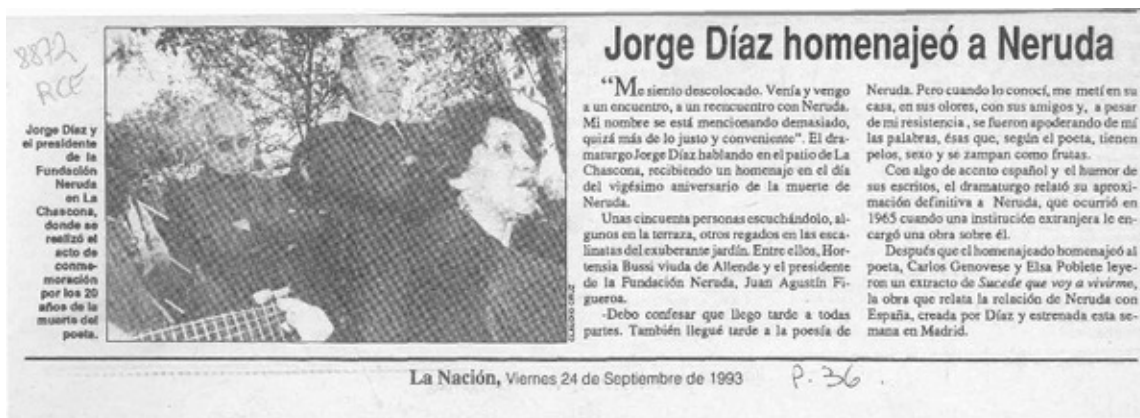 8872
RCE
Jorge Díaz y
el presidente
de la
Fundación
Neruda
en La
Chascona,
donde se
realizó el
acto de
conme-
moración
por los 20
años de la
muerte del
poeta.
Jorge Díaz homenajeó a Neruda
“Me siento descolocado. Venía y vengo
a un encuentro, a un reencuentro con Neruda.
Mi nombre se está mencionando demasiado,
quizá más de lo justo y conveniente”. El dra-
maturgo Jorge Díaz hablando en el patio de La
Chascona, recibiendo un homenaje en el día
del vigésimo aniversario de la muerte de
Neruda.
Unas cincuenta personas escuchándolo, al-
gunos en la terraza, otros regados en las esca-
linatas del exuberante jardín. Entre ellos, Hor-
tensia Bussi viuda de Allende y el presidente
de la Fundación Neruda, Juan Agustín Fi-
gueroa.
-Debo confesar que llego tarde a todas
partes. También llegué tarde a la poesía de
Neruda. Pero cuando lo conocí, me metí en su
casa, en sus olores, con sus amigos y, a pesar
de mi resistencia, se fueron apoderando de mí
las palabras, ésas que, según el poeta, tienen
pelos, sexo y se zampan como frutas.
Con algo de acento español y el humor de
sus escritos, el dramaturgo relató su aproxi-
mación definitiva a Neruda, que ocurrió en
1965 cuando una institución extranjera le en-
cargó una obra sobre él.
Después que el homenajeado homenajeó al
poeta, Carlos Genovese y Elsa Poblete leye-
ron un extracto de Sucede que voy a vivirme,
la obra que relata la relación de Neruda con
España, creada por Díaz y estrenada esta se-
mana en Madrid.
La Nación, Viernes 24 de Septiembre de 1993 P. 36.